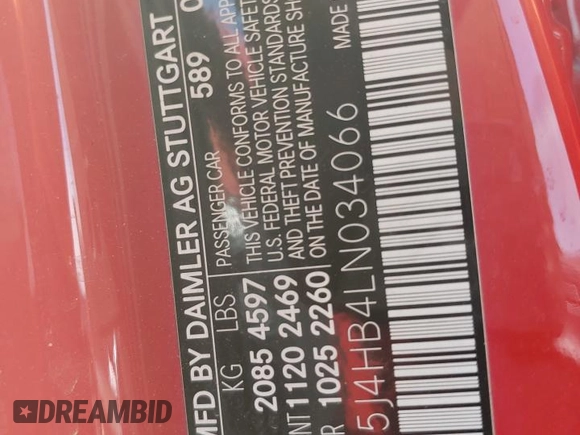 MFD BY DAIMLER AG STUTTGART
589 0
KG LBS PASSENGER CAR
2085 4597 THIS VEHICLE CONFORMS TO ALL APP
U.S. FEDERAL MOTOR VEHICLE SAFET
NT 1120 2469 AND THEFT PREVENTION STANDARDS
R 1025 2260 ON THE DATE OF MANUFACTURE SH
5J4HB4LN034066 MADE
DREAMBID